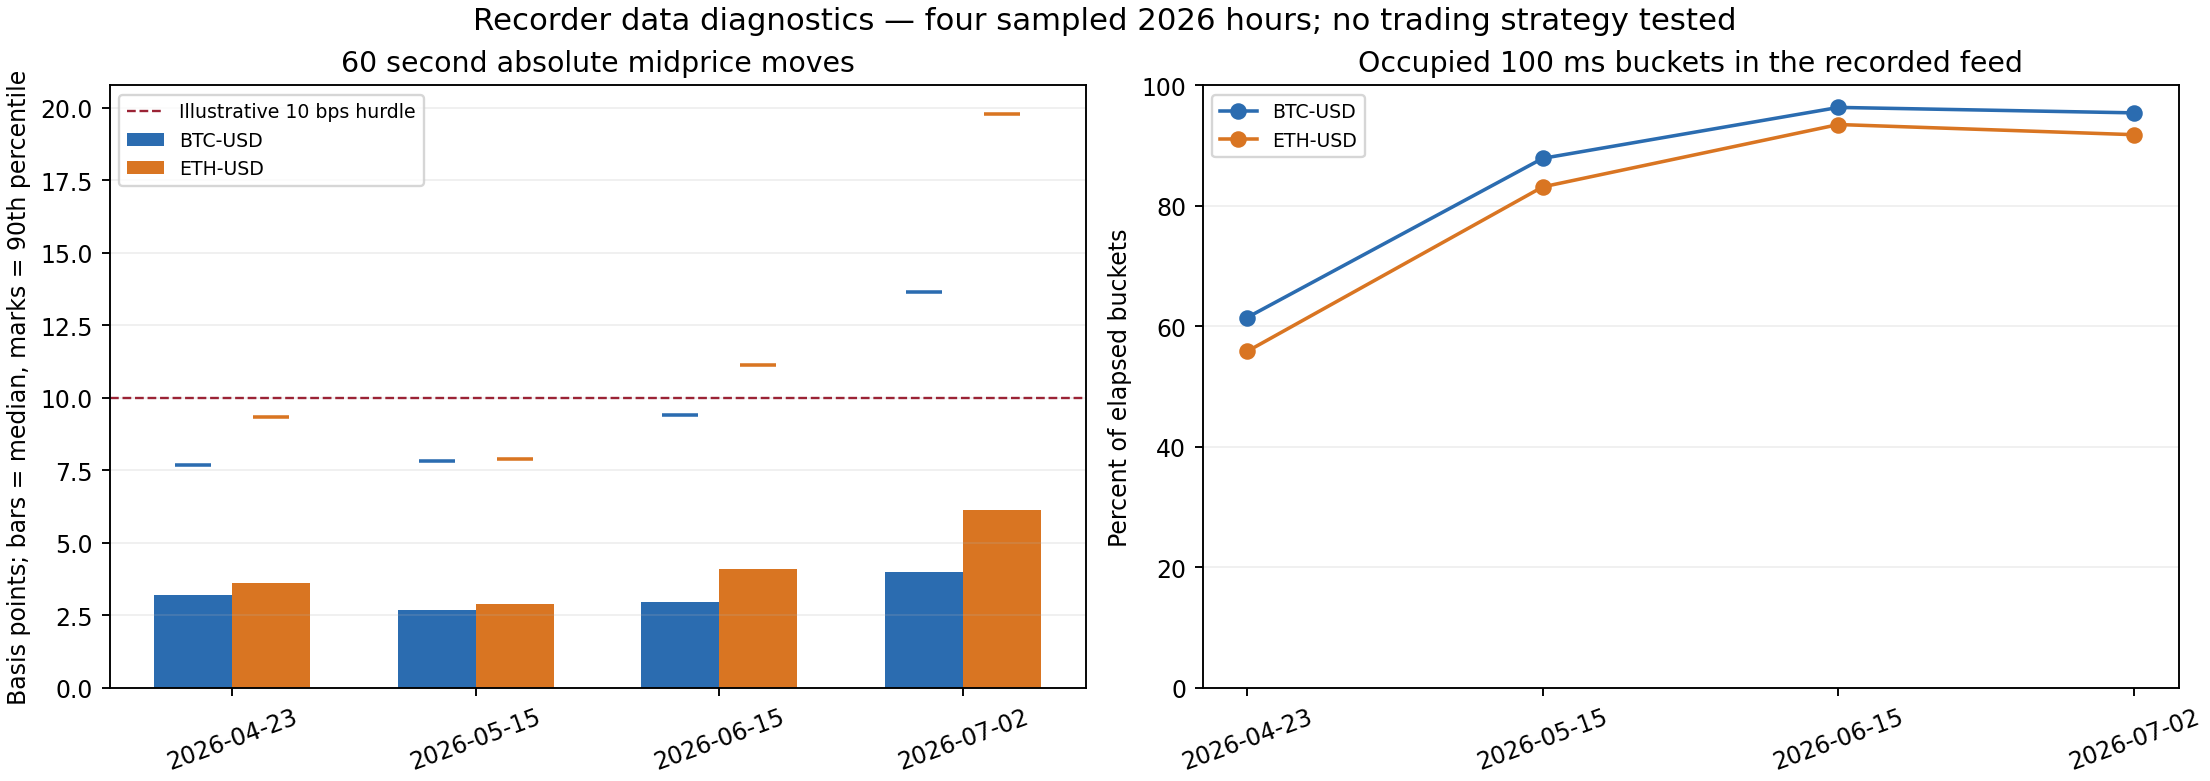 Recorder data diagnostics — four sampled 2026 hours; no trading strategy tested
60 second absolute midprice moves
Basis points; bars = median, marks = 90th percentile
20.0
17.5
15.0
12.5
10.0
7.5
5.0
2.5
0.0
Illustrative 10 bps hurdle
BTC-USD
ETH-USD
2026-04-23
2026-05-15
2026-06-15
2026-07-02
Occupied 100 ms buckets in the recorded feed
Percent of elapsed buckets
100
80
60
40
20
0
BTC-USD
ETH-USD
2026-04-23
2026-05-15
2026-06-15
2026-07-02